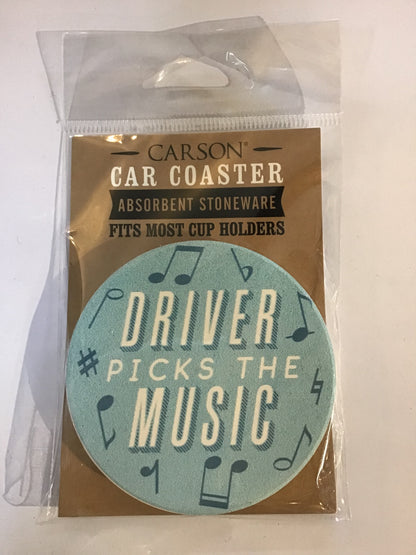 CARSON®
CAR COASTER
ABSORBENT STONEWARE
FITS MOST CUP HOLDERS
DRIVER
PICKS THE
MUSIC